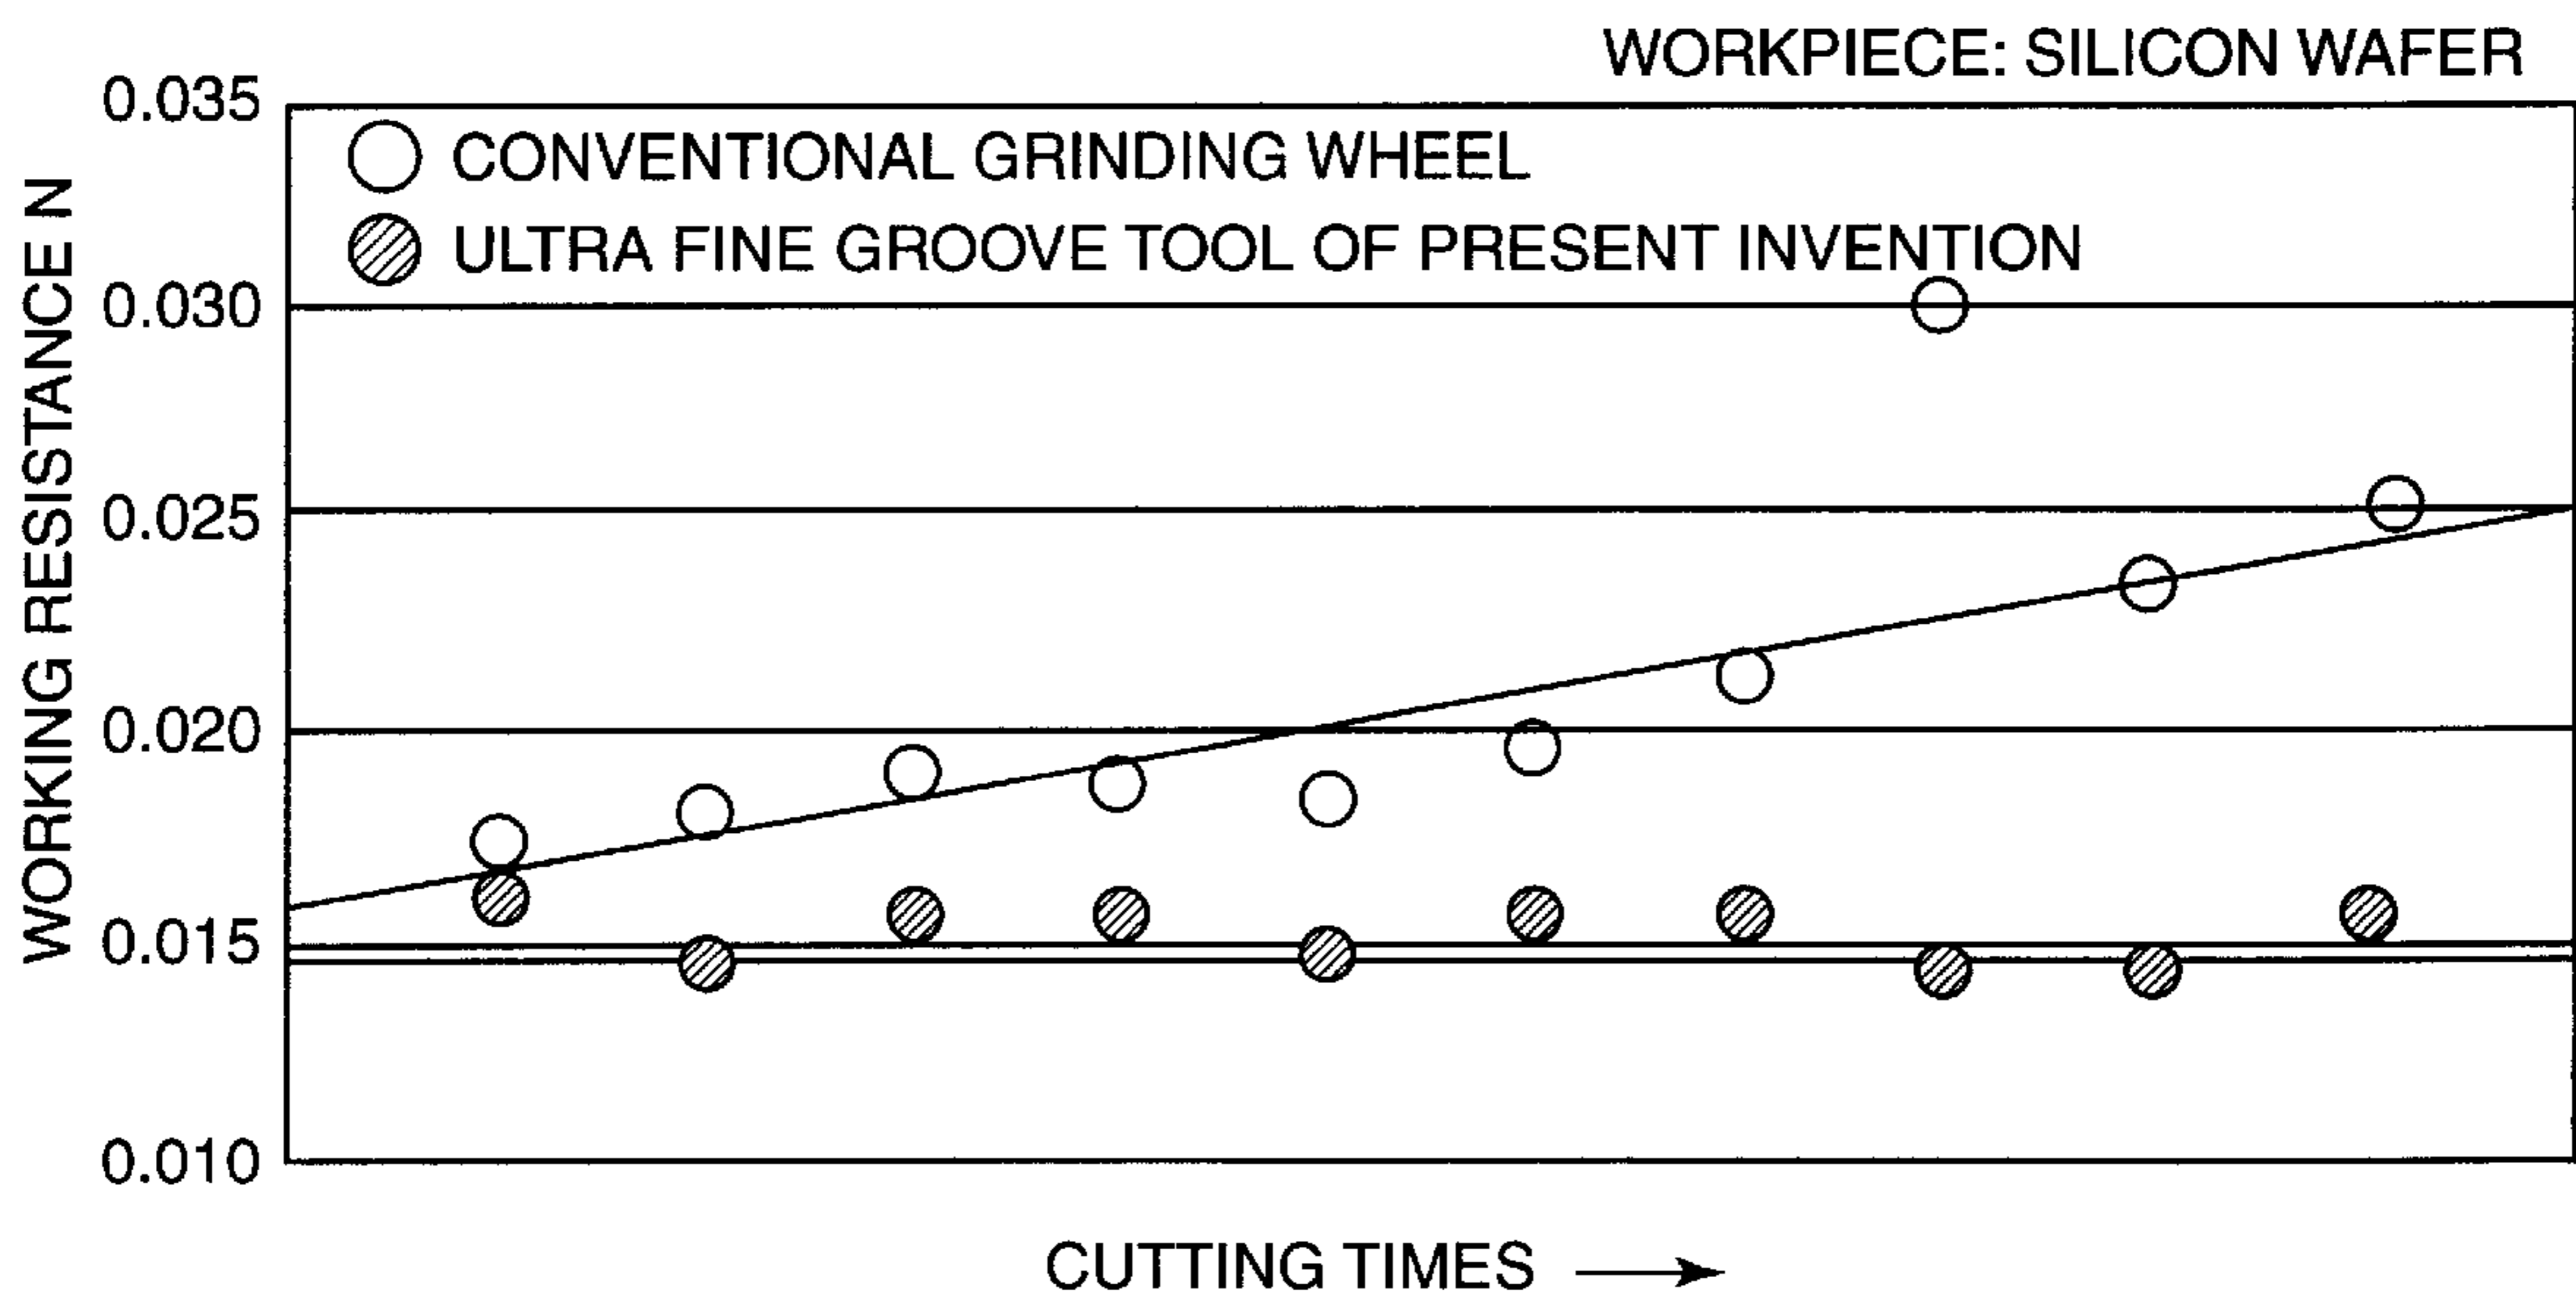 WORKPIECE: SILICON WAFER
0.035
CONVENTIONAL GRINDING WHEEL
ULTRA FINE GROOVE TOOL OF PRESENT INVENTION
0.030
0.025
0.020
0.015
0.010
WORKING RESISTANCE N
CUTTING TIMES